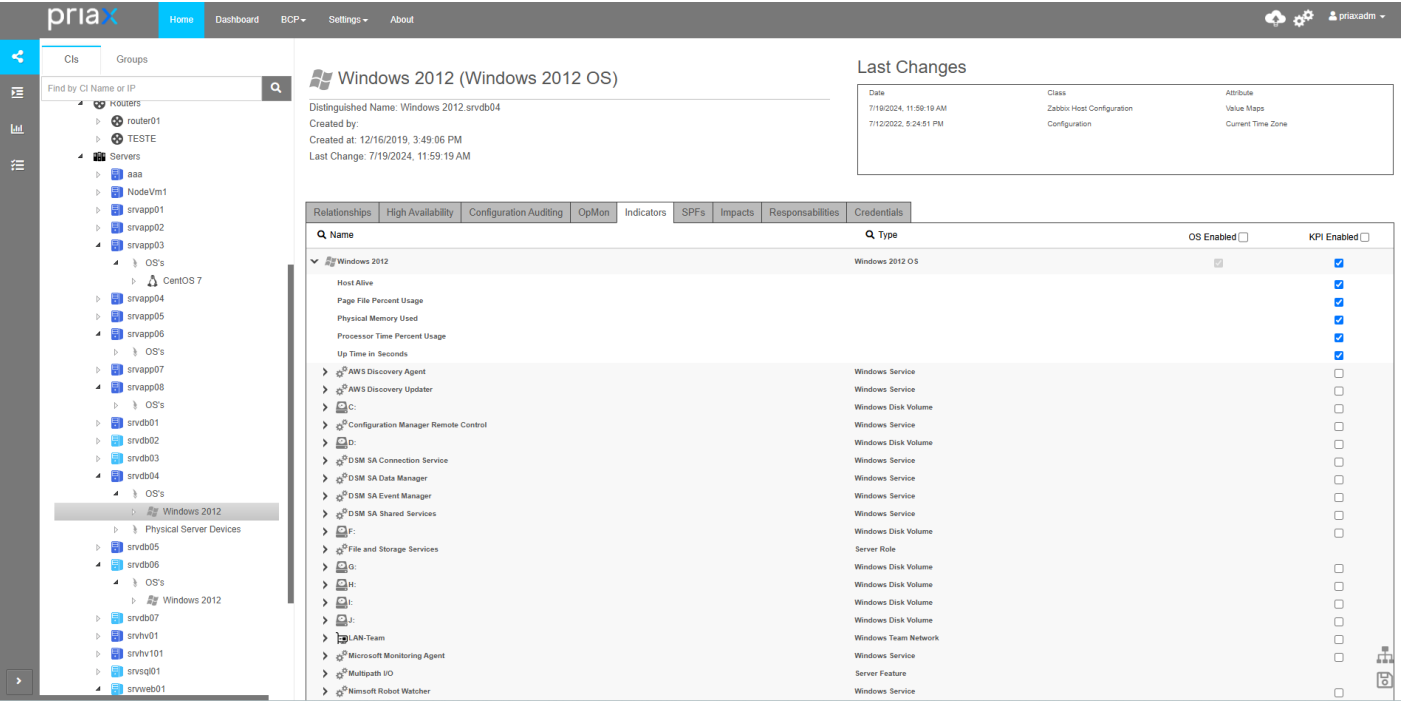 priax
Home Dashboard BCP Settings About priaxadm
CIs Groups
Find by CI Name or IP
Routers
router01
TESTE
Servers
aaa
NodeVm1
srvapp01
srvapp02
srvapp03
OS's
CentOS 7
srvapp04
srvapp05
srvapp06
OS's
srvapp07
srvapp08
OS's
srvdb01
srvdb02
srvdb03
srvdb04
OS's
Windows 2012
Physical Server Devices
srvdb05
srvdb06
OS's
Windows 2012
srvdb07
srvhv01
srvhv101
srvsql01
srvweb01
Windows 2012 (Windows 2012 OS)
Distinguished Name: Windows 2012.srvdb04
Created by:
Created at: 12/16/2019, 3:49:06 PM
Last Change: 7/19/2024, 11:59:19 AM
Last Changes
Date Class Attribute
7/19/2024, 11:59:19 AM Zabbix Host Configuration Value Maps
7/12/2022, 5:24:51 PM Configuration Current Time Zone
Relationships High Availability Configuration Auditing OpMon Indicators SPFs Impacts Responsabilities Credentials
Name Type OS Enabled KPI Enabled
Windows 2012 Windows 2012 OS
Host Alive
Page File Percent Usage
Physical Memory Used
Processor Time Percent Usage
Up Time in Seconds
AWS Discovery Agent Windows Service
AWS Discovery Updater Windows Service
C: Windows Disk Volume
Configuration Manager Remote Control Windows Service
D: Windows Disk Volume
DSM SA Connection Service Windows Service
DSM SA Data Manager Windows Service
DSM SA Event Manager Windows Service
DSM SA Shared Services Windows Service
F: Windows Disk Volume
File and Storage Services Server Role
G: Windows Disk Volume
H: Windows Disk Volume
I: Windows Disk Volume
J: Windows Disk Volume
LAN-Team Windows Team Network
Microsoft Monitoring Agent Windows Service
Multipath I/O Server Feature
Nimsoft Robot Watcher Windows Service